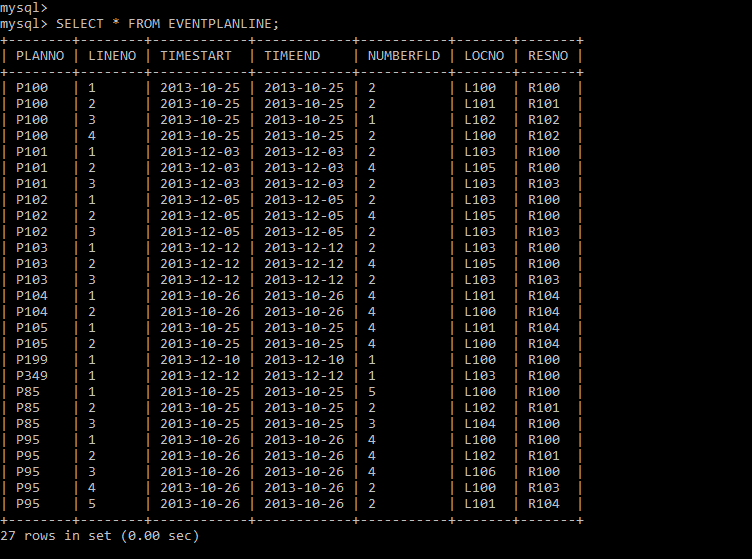 mysql>
mysql> SELECT * FROM EVENTPLANLINE;
+--------+--------+------------+------------+-----------+-------+-------+
| PLANNO | LINENO | TIMESTART  | TIMEEND    | NUMBERFLD | LOCNO | RESNO |
+--------+--------+------------+------------+-----------+-------+-------+
| P100   | 1      | 2013-10-25 | 2013-10-25 | 2         | L100  | R100  |
| P100   | 2      | 2013-10-25 | 2013-10-25 | 2         | L101  | R101  |
| P100   | 3      | 2013-10-25 | 2013-10-25 | 1         | L102  | R102  |
| P100   | 4      | 2013-10-25 | 2013-10-25 | 2         | L100  | R102  |
| P101   | 1      | 2013-12-03 | 2013-12-03 | 2         | L103  | R100  |
| P101   | 2      | 2013-12-03 | 2013-12-03 | 4         | L105  | R100  |
| P101   | 3      | 2013-12-03 | 2013-12-03 | 2         | L103  | R103  |
| P102   | 1      | 2013-12-05 | 2013-12-05 | 2         | L103  | R100  |
| P102   | 2      | 2013-12-05 | 2013-12-05 | 4         | L105  | R100  |
| P102   | 3      | 2013-12-05 | 2013-12-05 | 2         | L103  | R103  |
| P103   | 1      | 2013-12-12 | 2013-12-12 | 2         | L103  | R100  |
| P103   | 2      | 2013-12-12 | 2013-12-12 | 4         | L105  | R100  |
| P103   | 3      | 2013-12-12 | 2013-12-12 | 2         | L103  | R103  |
| P104   | 1      | 2013-10-26 | 2013-10-26 | 4         | L101  | R104  |
| P104   | 2      | 2013-10-26 | 2013-10-26 | 4         | L100  | R104  |
| P105   | 1      | 2013-10-25 | 2013-10-25 | 4         | L101  | R104  |
| P105   | 2      | 2013-10-25 | 2013-10-25 | 4         | L100  | R104  |
| P199   | 1      | 2013-12-10 | 2013-12-10 | 1         | L100  | R100  |
| P349   | 1      | 2013-12-12 | 2013-12-12 | 1         | L103  | R100  |
| P85    | 1      | 2013-10-25 | 2013-10-25 | 5         | L100  | R100  |
| P85    | 2      | 2013-10-25 | 2013-10-25 | 2         | L102  | R101  |
| P85    | 3      | 2013-10-25 | 2013-10-25 | 3         | L104  | R100  |
| P95    | 1      | 2013-10-26 | 2013-10-26 | 4         | L100  | R100  |
| P95    | 2      | 2013-10-26 | 2013-10-26 | 4         | L102  | R101  |
| P95    | 3      | 2013-10-26 | 2013-10-26 | 4         | L106  | R100  |
| P95    | 4      | 2013-10-26 | 2013-10-26 | 2         | L100  | R103  |
| P95    | 5      | 2013-10-26 | 2013-10-26 | 2         | L101  | R104  |
+--------+--------+------------+------------+-----------+-------+-------+
27 rows in set (0.00 sec)